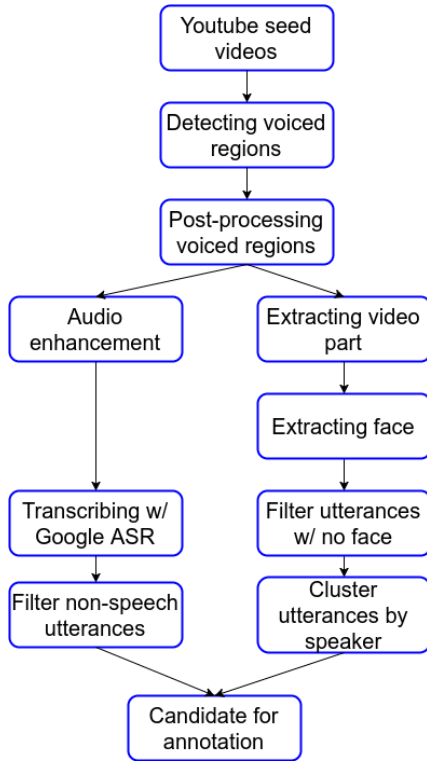 Youtube seed
videos
Detecting voiced
regions
Post-processing
voiced regions
Audio
enhancement
Extracting video
part
Extracting face
Transcribing w/
Google ASR
Filter utterances
w/ no face
Filter non-speech
utterances
Cluster
utterances by
speaker
Candidate for
annotation